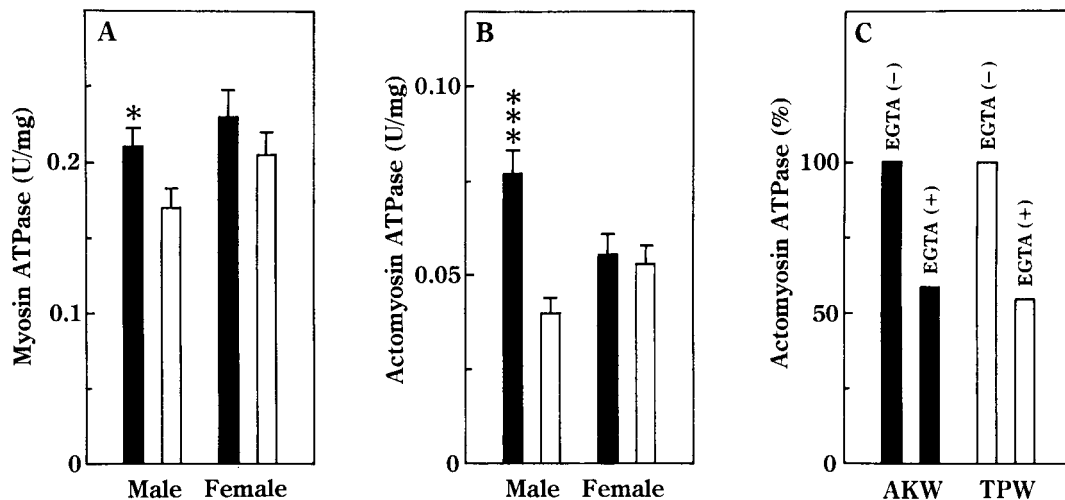 A
Myosin ATPase (U/mg)
0.2
0.1
0
*
Male Female
B
Actomyosin ATPase (U/mg)
0.10
0.05
0
***
Male Female
C
Actomyosin ATPase (%)
100
50
0
EGTA (−)
EGTA (+)
EGTA (−)
EGTA (+)
AKW TPW